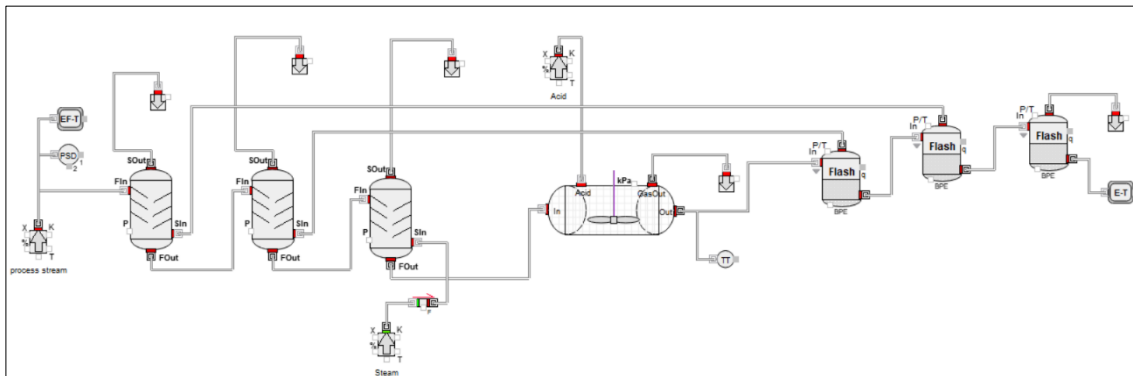 EF-T
PSD 1
2
X K
%
T
process stream
SOut
FIn
P
SIn
FOut
SOut
FIn
P
SIn
FOut
SOut
FIn
P
SIn
FOut
F
X K
%
T
Steam
X K
%
T
Acid
kPa
Acid
GasOut
In
Out
TT
P/T
In
Flash
q
BPE
P/T
In
Flash
q
BPE
P/T
In
Flash
q
BPE
E-T